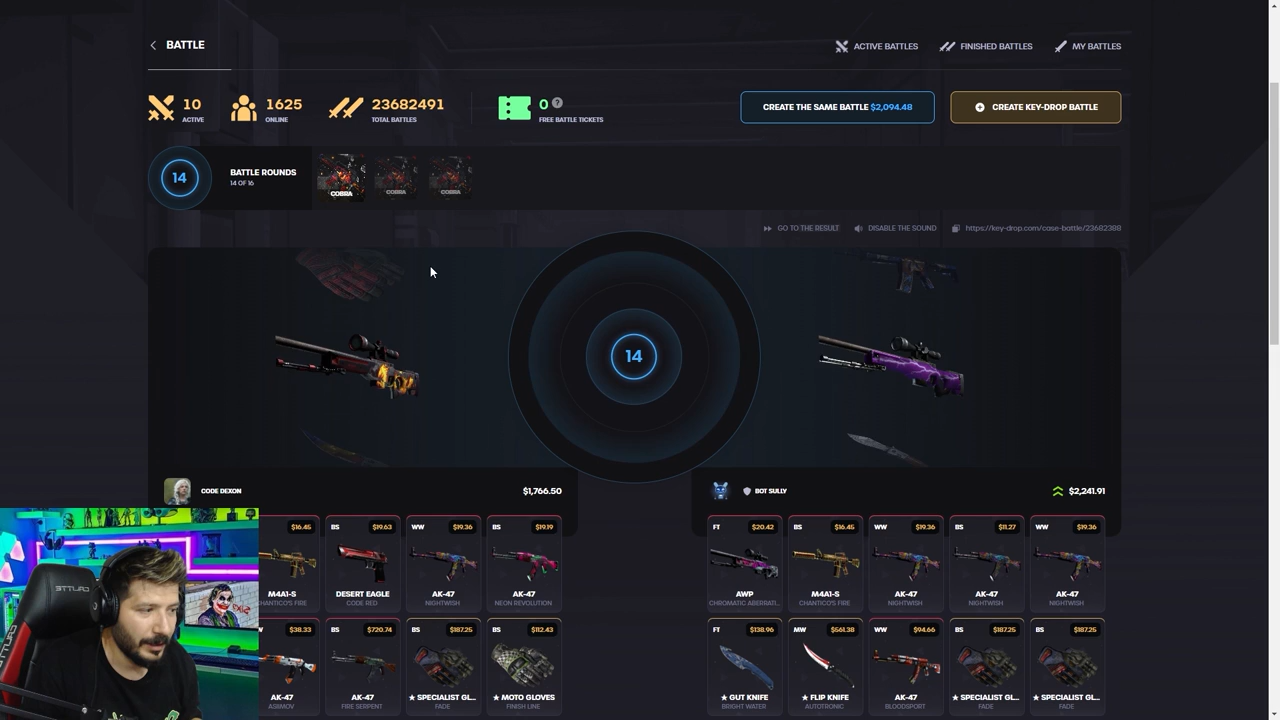 BATTLE
ACTIVE BATTLES
FINISHED BATTLES
MY BATTLES
10
ACTIVE
1625
ONLINE
23682491
TOTAL BATTLES
0 ?
FREE BATTLE TICKETS
CREATE THE SAME BATTLE $2,094.48
CREATE KEY-DROP BATTLE
14
BATTLE ROUNDS
14 OF 16
COBRA
COBRA
COBRA
GO TO THE RESULT
DISABLE THE SOUND
https://key-drop.com/case-battle/23682388
14
CODE DEXON
$1,766.50
BOT SULLY
$2,241.91
$16.45
BS $19.63
WW $19.36
BS $19.19
M4A1-S
CHANTICO'S FIRE
DESERT EAGLE
CODE RED
AK-47
NIGHTWISH
AK-47
NEON REVOLUTION
FT $20.42
BS $16.45
WW $19.36
BS $11.27
WW $19.36
AWP
CHROMATIC ABERRATI...
M4A1-S
CHANTICO'S FIRE
AK-47
NIGHTWISH
AK-47
NIGHTWISH
AK-47
NIGHTWISH
$38.33
BS $720.74
BS $187.25
BS $112.43
AK-47
ASIIMOV
AK-47
FIRE SERPENT
★ SPECIALIST GL...
FADE
★ MOTO GLOVES
FINISH LINE
FT $138.96
MW $561.38
WW $94.66
BS $187.25
BS $187.25
★ GUT KNIFE
BRIGHT WATER
★ FLIP KNIFE
AUTOTRONIC
AK-47
BLOODSPORT
★ SPECIALIST GL...
FADE
★ SPECIALIST GL...
FADE